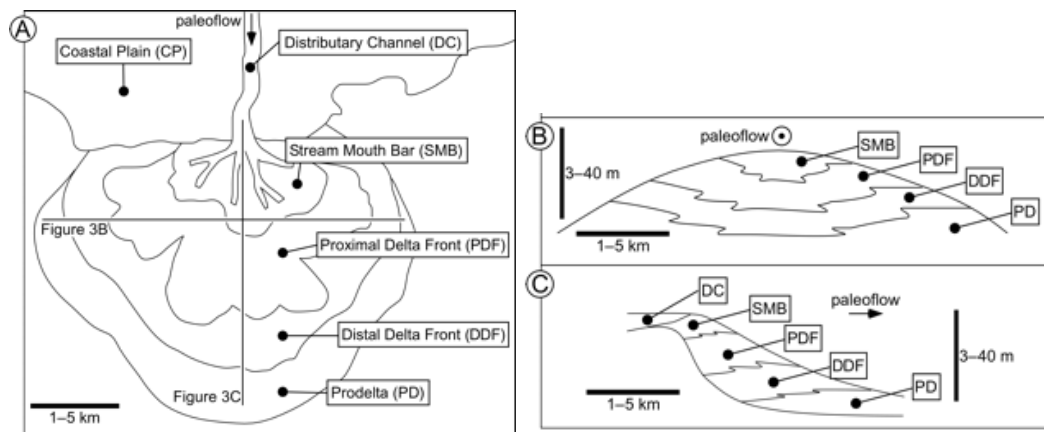 A
paleoflow
Distributary Channel (DC)
Coastal Plain (CP)
Stream Mouth Bar (SMB)
Figure 3B
Proximal Delta Front (PDF)
Distal Delta Front (DDF)
Figure 3C
Prodelta (PD)
1–5 km
B
paleoflow
SMB
PDF
DDF
PD
3–40 m
1–5 km
C
DC
SMB
paleoflow
PDF
DDF
PD
3–40 m
1–5 km